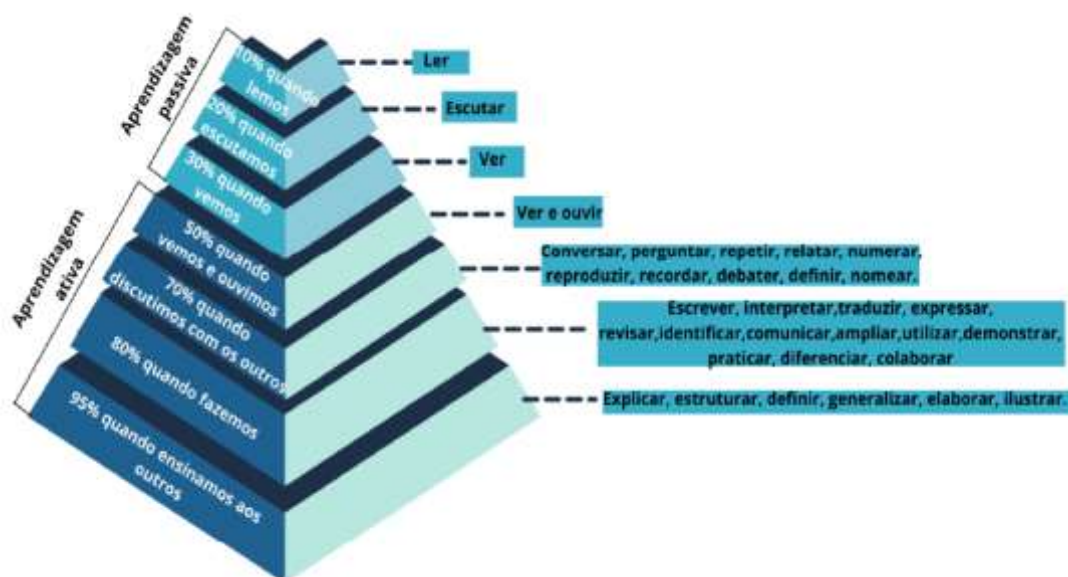 Aprendizagem
passiva
10% quando
lemos
Ler
20% quando
escutamos
Escutar
30% quando
vemos
Ver
Aprendizagem
ativa
50% quando
vemos e ouvimos
Ver e ouvir
70% quando
discutimos com os outros
Conversar, perguntar, repetir, relatar, numerar,
reproduzir, recordar, debater, definir, nomear.
80% quando fazemos
Escrever, interpretar,traduzir, expressar,
revisar,identificar,comunicar,ampliar,utilizar,demonstrar,
praticar, diferenciar, colaborar
95% quando ensinamos aos
outros
Explicar, estruturar, definir, generalizar, elaborar, ilustrar.